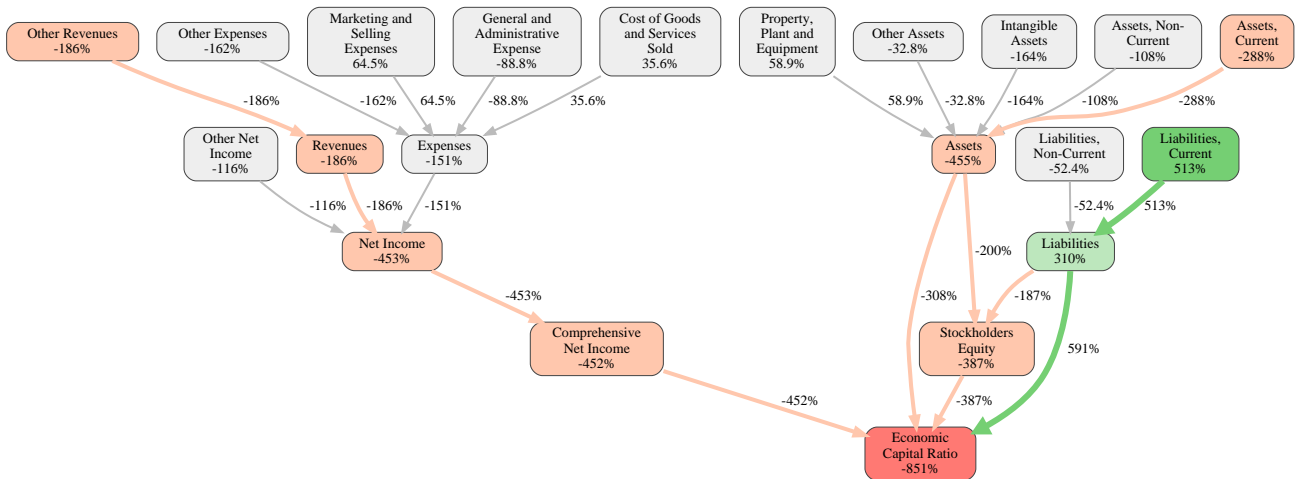 Other Revenues
-186%
Other Expenses
-162%
Marketing and
Selling
Expenses
64.5%
General and
Administrative
Expense
-88.8%
Cost of Goods
and Services
Sold
35.6%
Property,
Plant and
Equipment
58.9%
Other Assets
-32.8%
Intangible
Assets
-164%
Assets, Non-
Current
-108%
Assets,
Current
-288%
-186%
-162%
64.5%
-88.8%
35.6%
58.9%
-32.8%
-164%
-108%
-288%
Other Net
Income
-116%
Revenues
-186%
Expenses
-151%
Assets
-455%
Liabilities,
Non-Current
-52.4%
Liabilities,
Current
513%
-116%
-186%
-151%
-52.4%
513%
Net Income
-453%
Liabilities
310%
-200%
-453%
-308%
-187%
Comprehensive
Net Income
-452%
Stockholders
Equity
-387%
591%
-452%
-387%
Economic
Capital Ratio
-851%